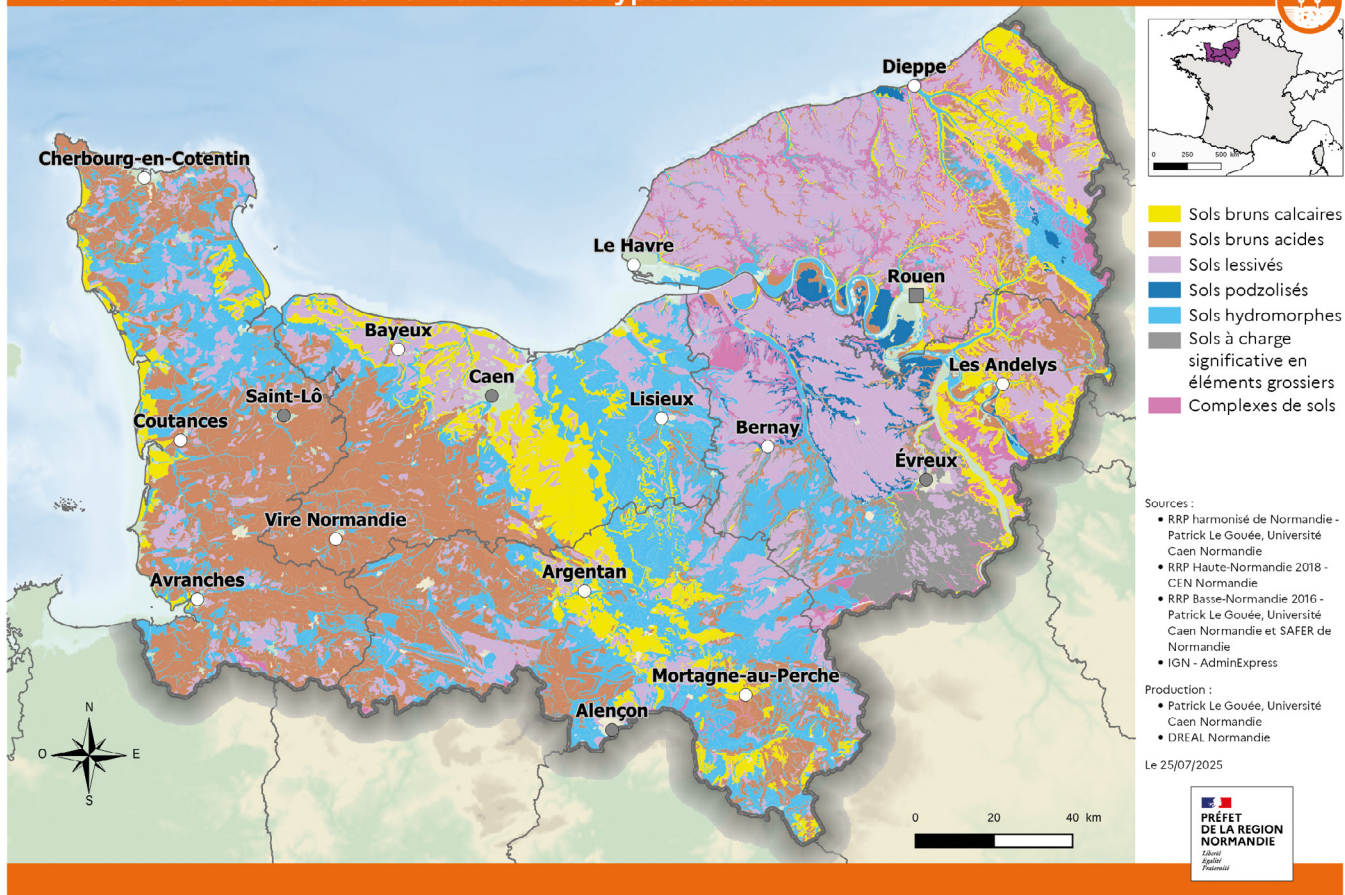 Dieppe
Cherbourg-en-Cotentin
Le Havre
Rouen
Bayeux
Caen
Les Andelys
Saint-Lô
Lisieux
Coutances
Bernay
Évreux
Vire Normandie
Avranches
Argentan
Mortagne-au-Perche
Alençon
N
O
E
S
0 20 40 km
0 250 500 km
Sols bruns calcaires
Sols bruns acides
Sols lessivés
Sols podzolisés
Sols hydromorphes
Sols à charge
significative en
éléments grossiers
Complexes de sols
Sources :
• RRP harmonisé de Normandie -
Patrick Le Gouée, Université
Caen Normandie
• RRP Haute-Normandie 2018 -
CEN Normandie
• RRP Basse-Normandie 2016 -
Patrick Le Gouée, Université
Caen Normandie et SAFER de
Normandie
• IGN - AdminExpress
Production :
• Patrick Le Gouée, Université
Caen Normandie
• DREAL Normandie
Le 25/07/2025
PRÉFET
DE LA REGION
NORMANDIE
Liberté
Égalité
Fraternité